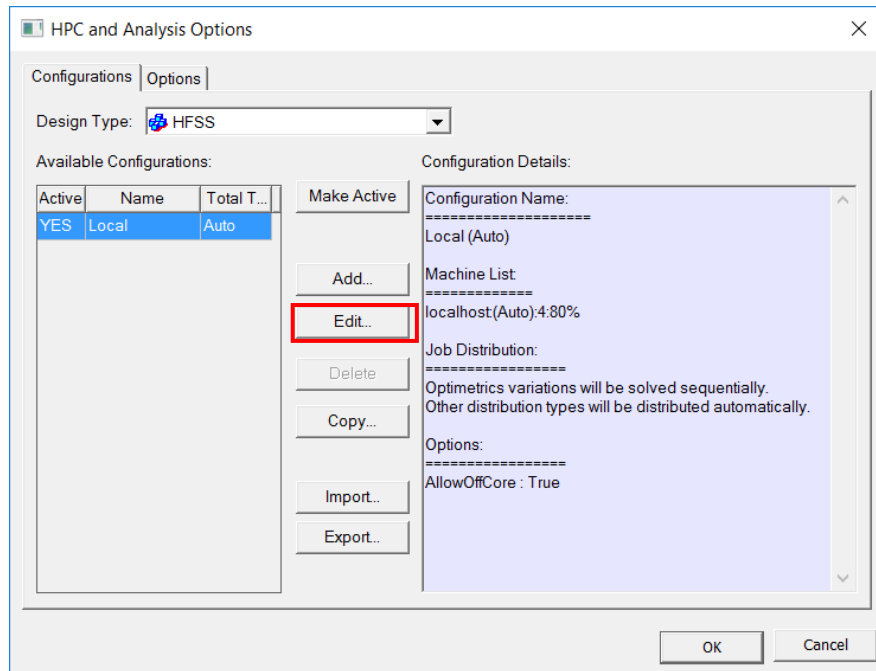 HPC and Analysis Options
Configurations
Options
Design Type:
HFSS
Available Configurations:
Active
Name
Total T...
YES
Local
Auto
Make Active
Add...
Edit...
Delete
Copy...
Import...
Export...
Configuration Details:
Configuration Name:
====================
Local (Auto)
Machine List:
=============
localhost:(Auto):4:80%
Job Distribution:
=================
Optimetrics variations will be solved sequentially.
Other distribution types will be distributed automatically.
Options:
=================
AllowOffCore : True
OK
Cancel